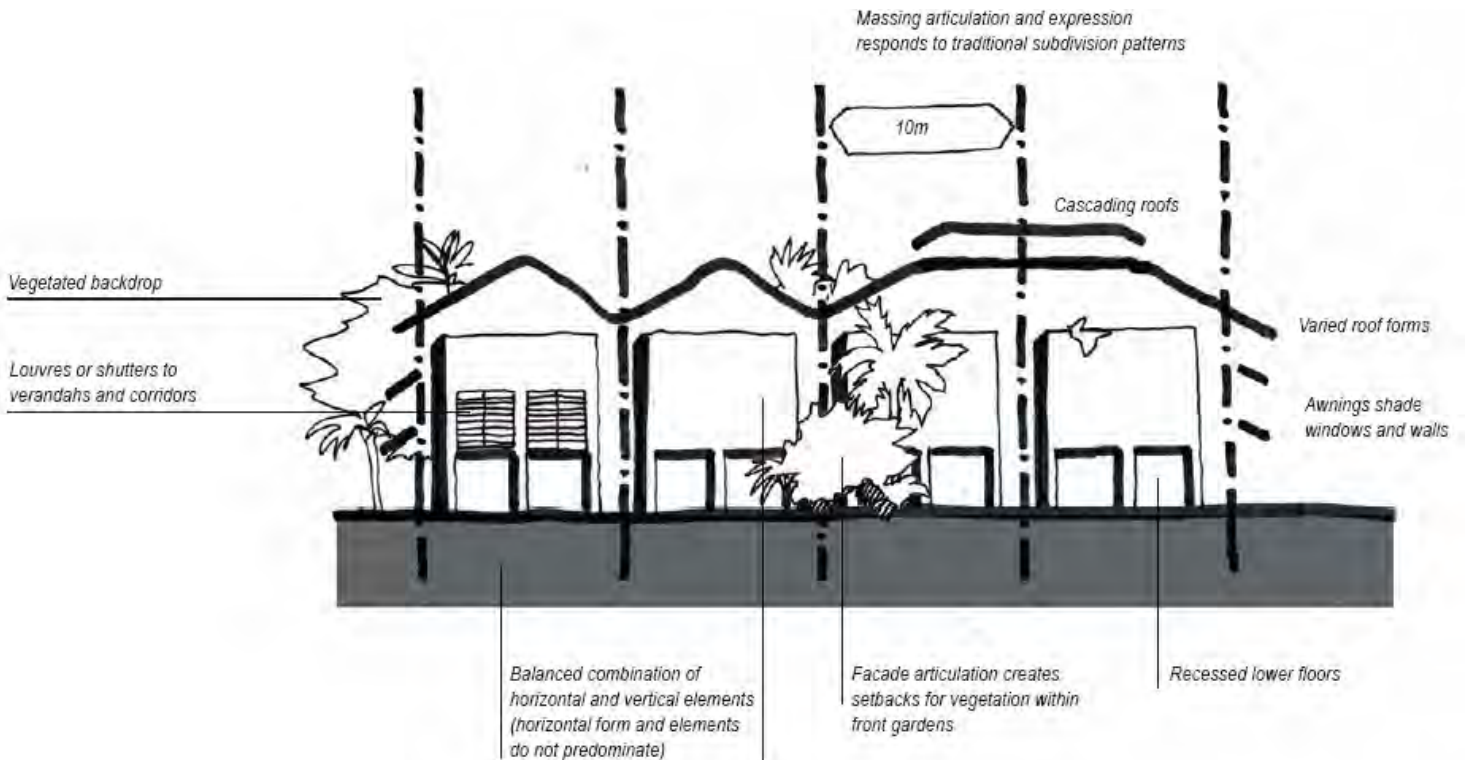 Massing articulation and expression
responds to traditional subdivision patterns
10m
Cascading roofs
Vegetated backdrop
Varied roof forms
Louvres or shutters to
verandahs and corridors
Awnings shade
windows and walls
Balanced combination of
horizontal and vertical elements
(horizontal form and elements
do not predominate)
Facade articulation creates
setbacks for vegetation within
front gardens
Recessed lower floors